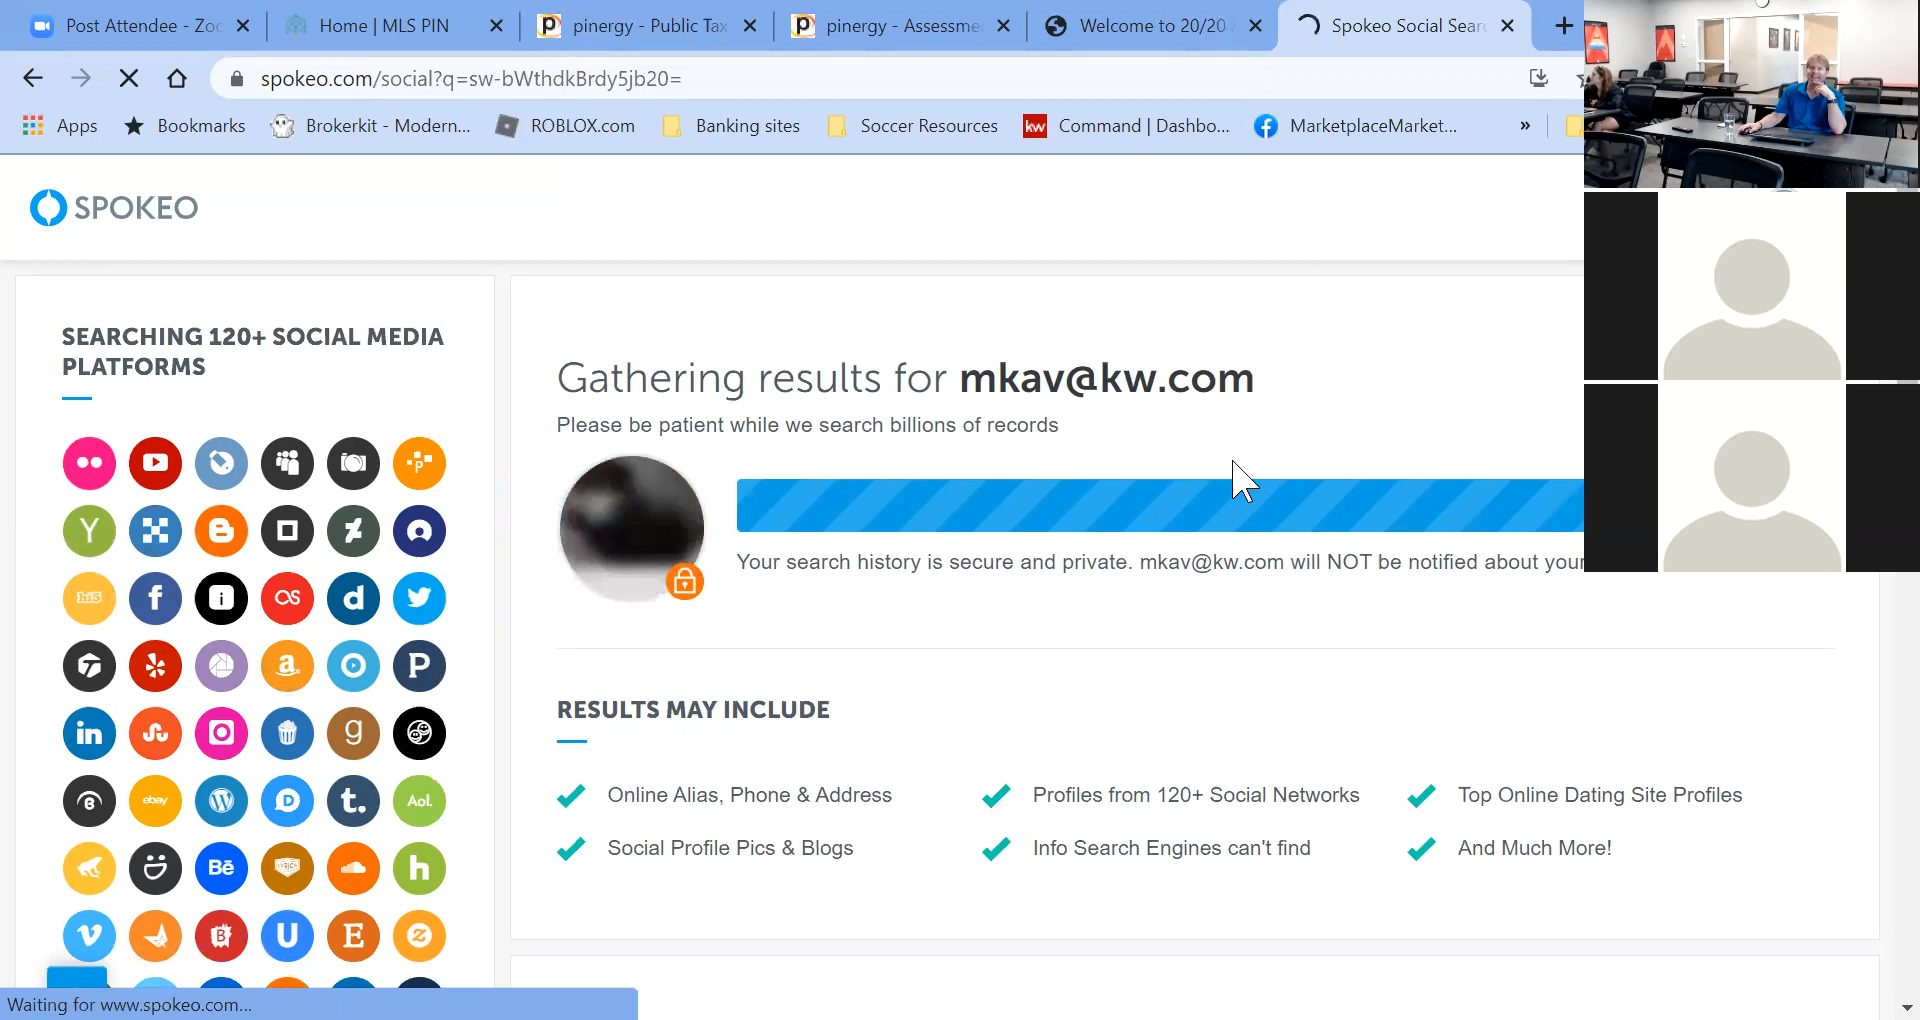 Post Attendee - Zoo
Home | MLS PIN
pinergy - Public Tax
pinergy - Assessme
Welcome to 20/20
Spokeo Social Sear
spokeo.com/social?q=sw-bWthdkBrdy5jb20=
Apps
Bookmarks
Brokerkit - Modern...
ROBLOX.com
Banking sites
Soccer Resources
kw
Command | Dashbo...
MarketplaceMarket...
»
SPOKEO
SEARCHING 120+ SOCIAL MEDIA
PLATFORMS
Gathering results for mkav@kw.com
Please be patient while we search billions of records
Your search history is secure and private. mkav@kw.com will NOT be notified about your
RESULTS MAY INCLUDE
Online Alias, Phone & Address
Profiles from 120+ Social Networks
Top Online Dating Site Profiles
Social Profile Pics & Blogs
Info Search Engines can't find
And Much More!
hi5
ebay
Aol.
Bē
Waiting for www.spokeo.com...